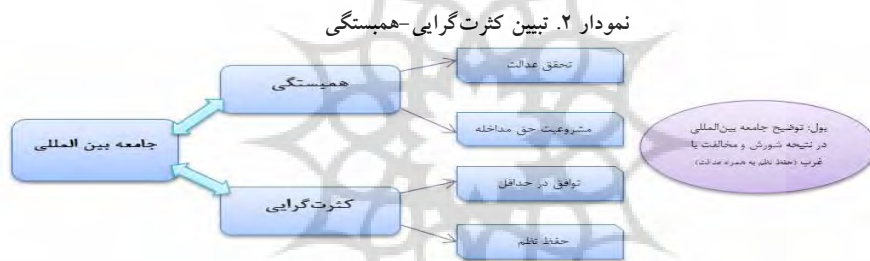 نمودار ۲. تبیین کثرت‌گرایی-همبستگی
جامعه بین المللی
همبستگی
تحقق عدالت
مشروعیت حق مداخله
کثرت‌گرایی
توافق در حداقل
حفظ نظم
بول: توضیح جامعه بین‌المللی
در نتیجه شورش و مخالفت با
غرب (حفظ نظم به همراه عدالت)